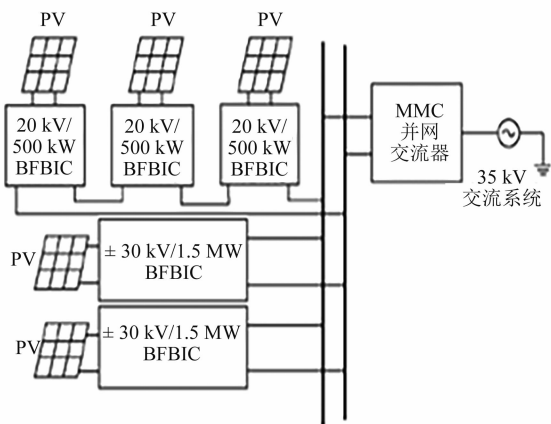 PV
PV
PV
20 kV/
500 kW
BFBIC
20 kV/
500 kW
BFBIC
20 kV/
500 kW
BFBIC
MMC
并网
交流器
35 kV
交流系统
PV
± 30 kV/1.5 MW
BFBIC
PV
± 30 kV/1.5 MW
BFBIC